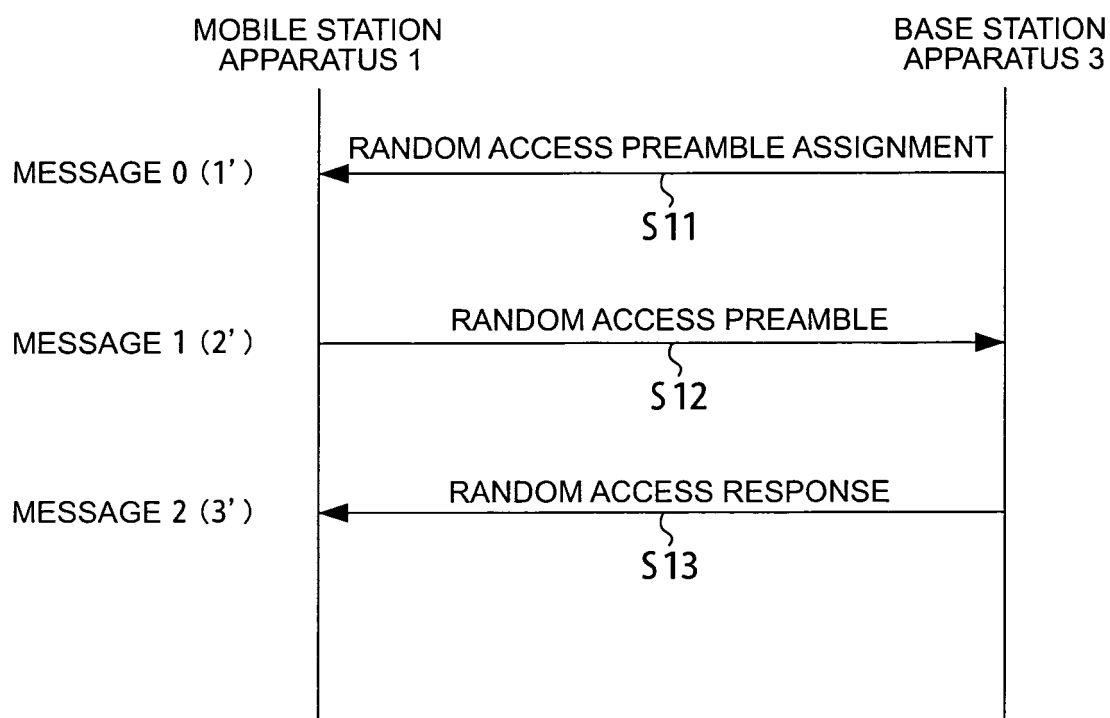 MOBILE STATION
APPARATUS 1
BASE STATION
APPARATUS 3
RANDOM ACCESS PREAMBLE ASSIGNMENT
MESSAGE 0 (1')
S11
RANDOM ACCESS PREAMBLE
MESSAGE 1 (2')
S12
RANDOM ACCESS RESPONSE
MESSAGE 2 (3')
S13